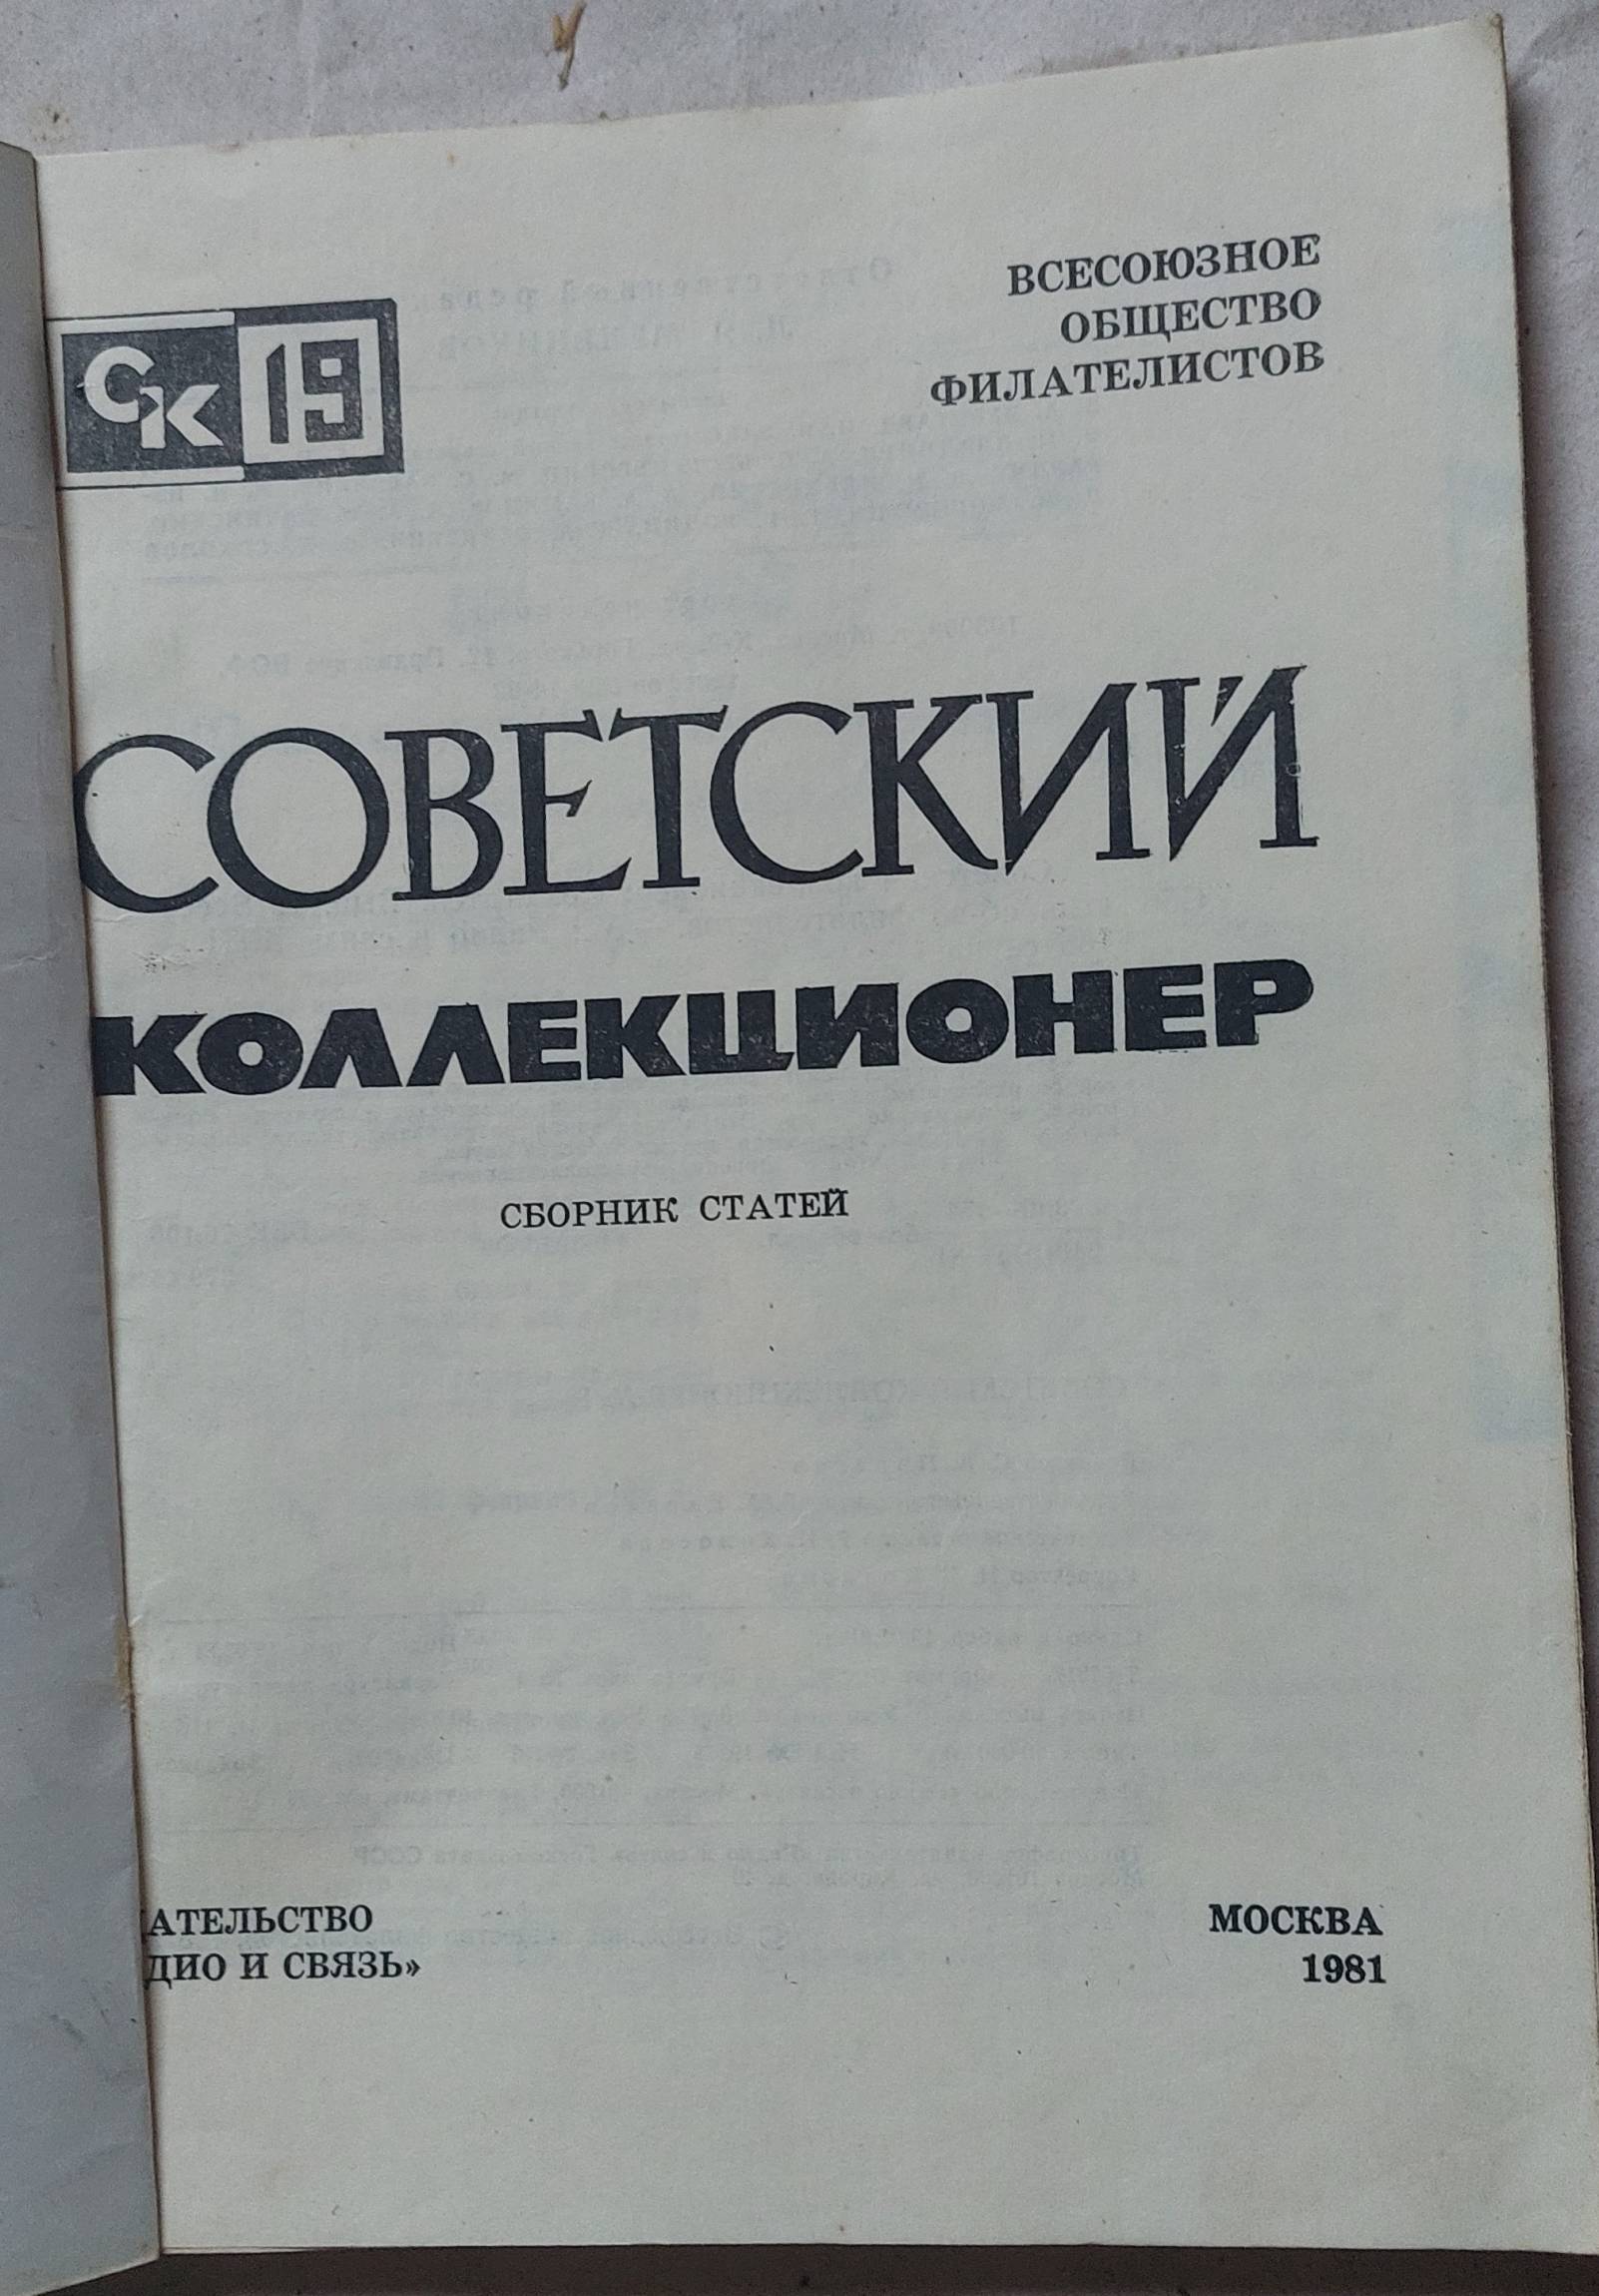 ВСЕСОЮЗНОЕ
ОБЩЕСТВО
ФИЛАТЕЛИСТОВ
СК 19
СОВЕТСКИЙ
КОЛЛЕКЦИОНЕР
СБОРНИК СТАТЕЙ
АТЕЛЬСТВО
ДИО И СВЯЗЬ»
МОСКВА
1981